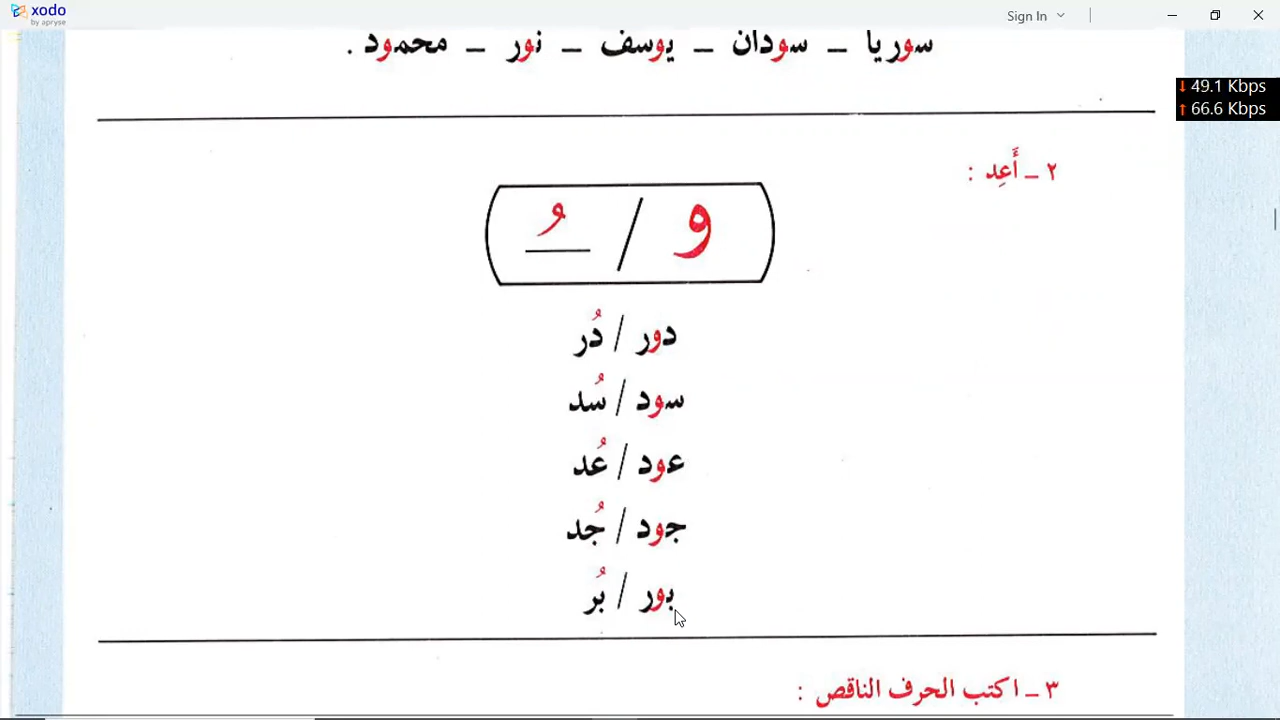 xodo
by apryse
Sign In
سوريا – سودان – يوسف – نور – محمود .
↓ 49.1 Kbps
↑ 66.6 Kbps
٢ – أَعِد :
و / ـُ
دور / دُر
سود / سُد
عود / عُد
جود / جُد
بور / بُر
٣ – اكتب الحرف الناقص :